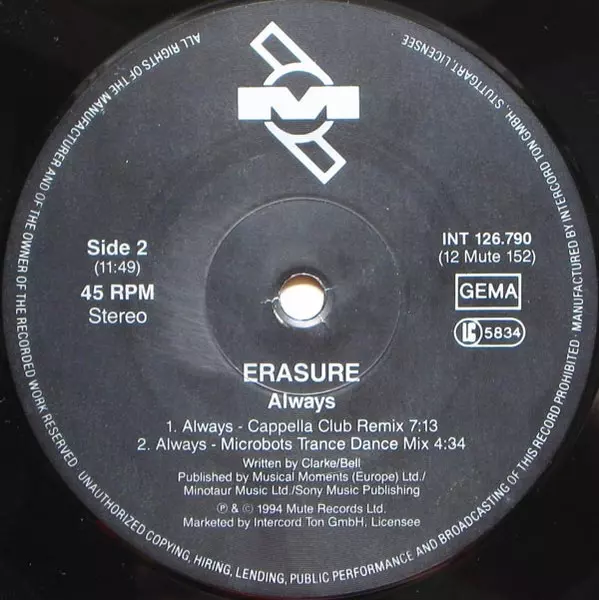 ALL RIGHTS OF THE MANUFACTURER AND OF THE OWNER OF THE RECORDED WORK RESERVED · UNAUTHORIZED COPYING, HIRING, LENDING, PUBLIC PERFORMANCE AND BROADCASTING OF THIS RECORD PROHIBITED · MANUFACTURED BY INTERCORD TON GMBH, STUTTGART, LICENSEE
M
Side 2
(11:49)
45 RPM
Stereo
INT 126.790
(12 Mute 152)
GEMA
LC 5834
ERASURE
Always
1. Always - Cappella Club Remix 7:13
2. Always - Microbots Trance Dance Mix 4:34
Written by Clarke/Bell
Published by Musical Moments (Europe) Ltd./
Minotaur Music Ltd./Sony Music Publishing
℗ & © 1994 Mute Records Ltd.
Marketed by Intercord Ton GmbH, Licensee